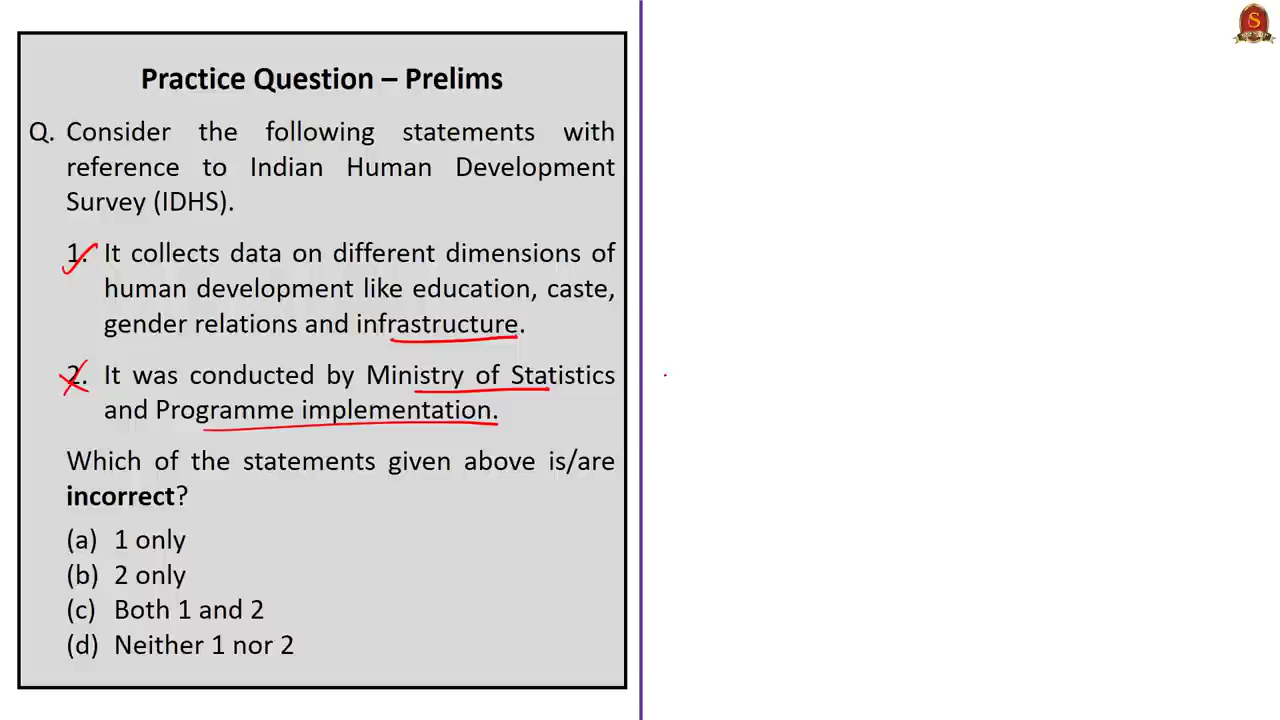 Practice Question – Prelims
Q. Consider the following statements with
reference to Indian Human Development
Survey (IDHS).
1. It collects data on different dimensions of
human development like education, caste,
gender relations and infrastructure.
2. It was conducted by Ministry of Statistics
and Programme implementation.
Which of the statements given above is/are
incorrect?
(a) 1 only
(b) 2 only
(c) Both 1 and 2
(d) Neither 1 nor 2
S